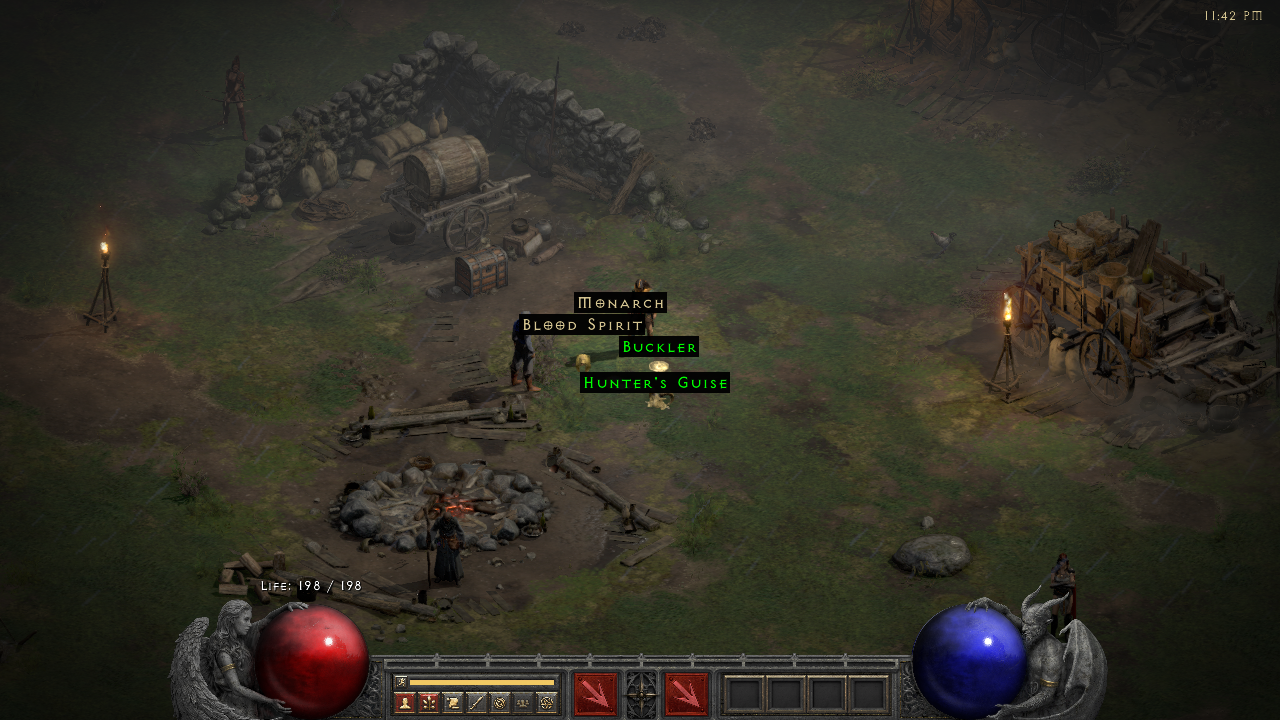 11:42 PM
Monarch
Blood Spirit
Buckler
Hunter's Guise
Life: 198 / 198